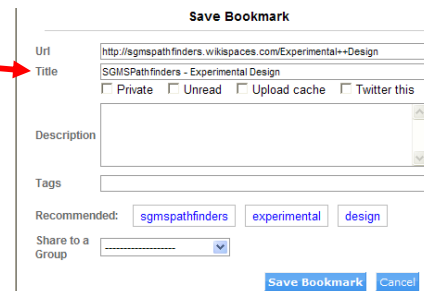 Save Bookmark
Url http://sgmspathfinders.wikispaces.com/Experimental++Design
Title SGMSPathfinders - Experimental Design
Private Unread Upload cache Twitter this
Description
Tags
Recommended: sgmspathfinders experimental design
Share to a
Group -------------------
Save Bookmark Cancel